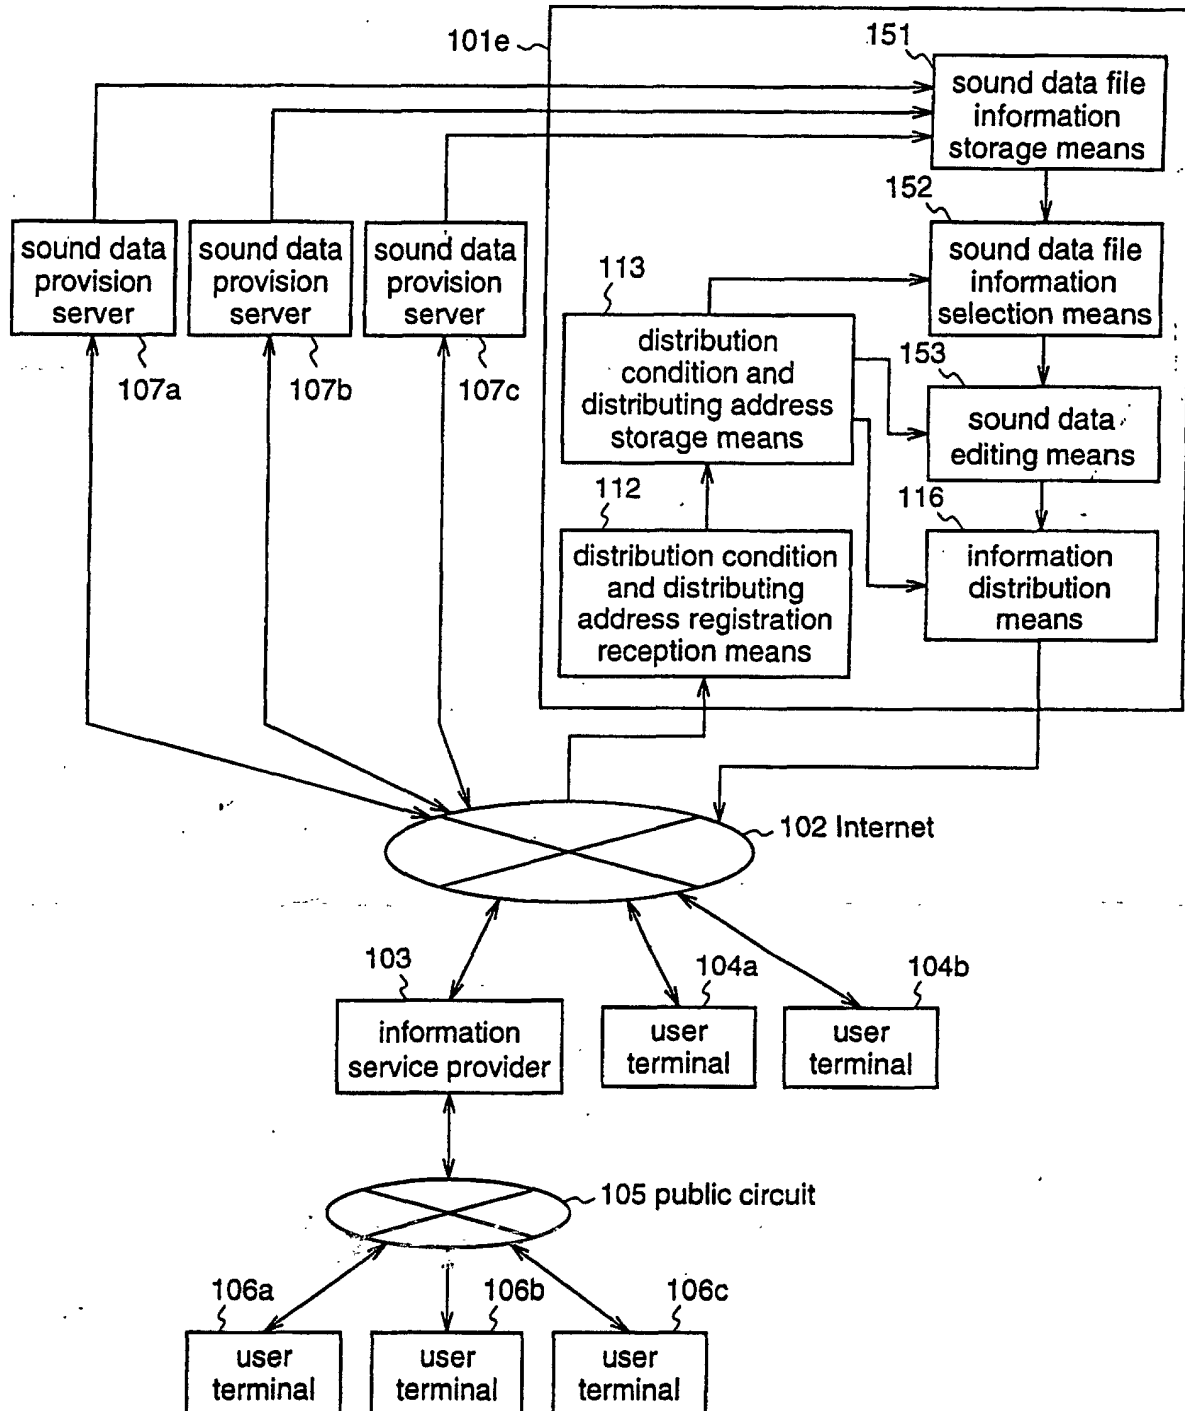 101e
151
sound data file
information
storage means
152
sound data file
information
selection means
sound data
provision
server
107a
sound data
provision
server
107b
sound data
provision
server
107c
113
distribution
condition and
distributing address
storage means
153
sound data
editing means
112
distribution condition
and distributing
address registration
reception means
116
information
distribution
means
102 Internet
103
information
service provider
104a
user
terminal
104b
user
terminal
105 public circuit
106a
user
terminal
106b
user
terminal
106c
user
terminal